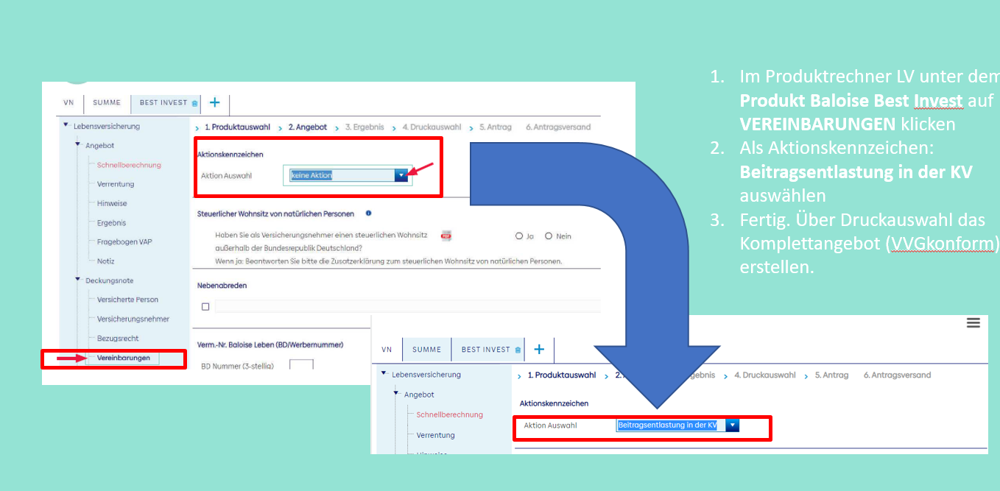 VN SUMME BEST INVEST
Lebensversicherung
Angebot
Schnellberechnung
Verrentung
Hinweise
Ergebnis
Fragebogen VAP
Notiz
Deckungsnote
Versicherte Person
Versicherungsnehmer
Bezugsrecht
Vereinbarungen
1. Produktauswahl 2. Angebot 3. Ergebnis 4. Druckauswahl 5. Antrag 6. Antragsversand
Aktionskennzeichen
Aktion Auswahl keine Aktion
Steuerlicher Wohnsitz von natürlichen Personen
Haben Sie als Versicherungsnehmer einen steuerlichen Wohnsitz PDF Ja Nein
außerhalb der Bundesrepublik Deutschland?
Wenn ja: Beantworten Sie bitte die Zusatzerklärung zum steuerlichen Wohnsitz von natürlichen Personen.
Nebenabreden
Verm.-Nr. Baloise Leben (BD/Werbernummer)
BD Nummer (3-stellig)
1. Im Produktrechner LV unter dem
Produkt Baloise Best Invest auf
VEREINBARUNGEN klicken
2. Als Aktionskennzeichen:
Beitragsentlastung in der KV
auswählen
3. Fertig. Über Druckauswahl das
Komplettangebot (VVGkonform)
erstellen.
VN SUMME BEST INVEST
Lebensversicherung
Angebot
Schnellberechnung
Verrentung
1. Produktauswahl 2. gebnis 4. Druckauswahl 5. Antrag 6. Antragsversand
Aktionskennzeichen
Aktion Auswahl Beitragsentlastung in der KV